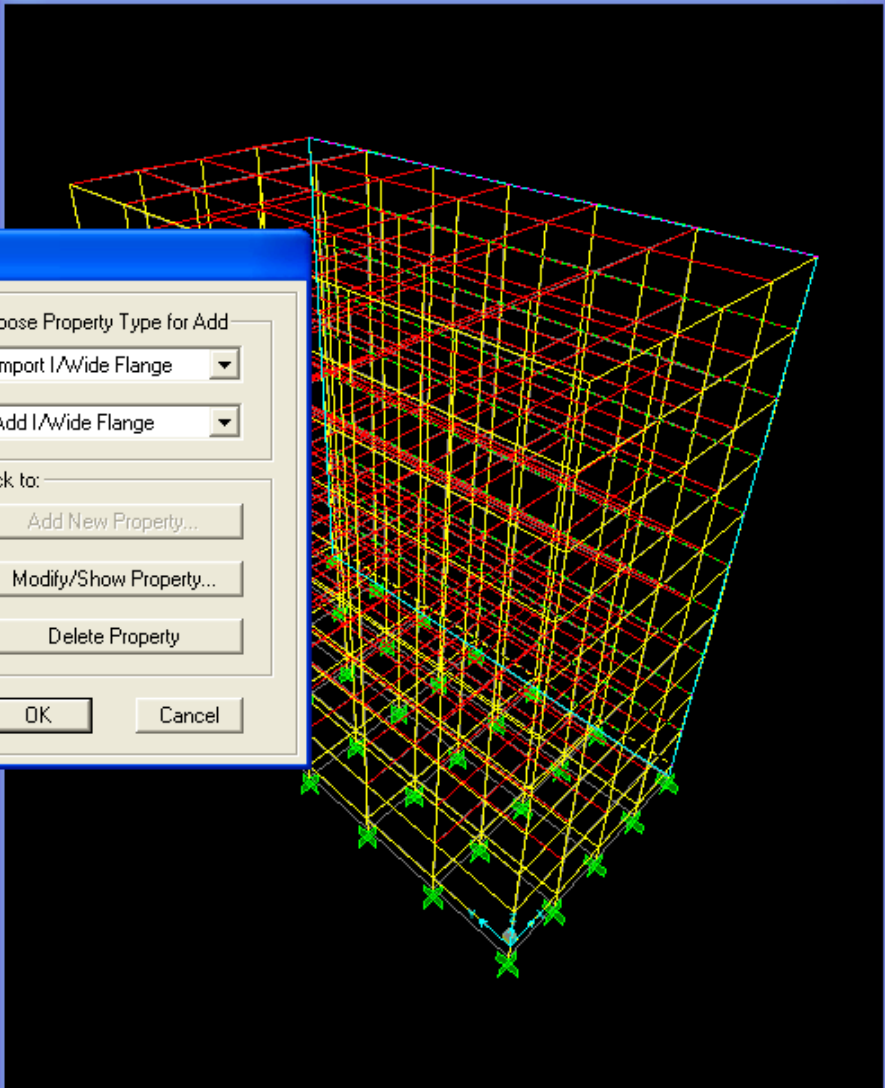 oose Property Type for Add
mport I/Wide Flange
Add I/Wide Flange
ck to:
Add New Property...
Modify/Show Property...
Delete Property
OK
Cancel